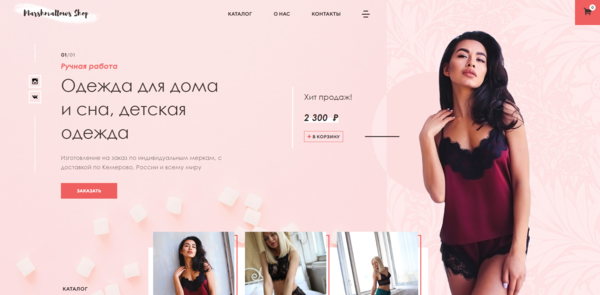 Marshmallows Shop
КАТАЛОГ
О НАС
КОНТАКТЫ
0
01/01
Ручная работа
Одежда для дома
и сна, детская
одежда
Изготовление на заказ по индивидуальным меркам, с
доставкой по Кемерово, России и всему миру
ЗАКАЗАТЬ
Хит продаж!
2 300 ₽
+ В КОРЗИНУ
КАТАЛОГ